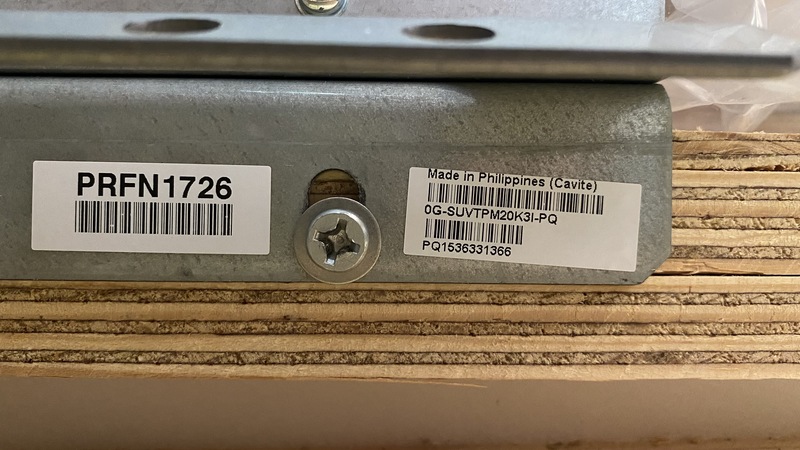 PRFN1726
Made in Philippines (Cavite)
0G-SUVTPM20K3I-PQ
PQ1536331366